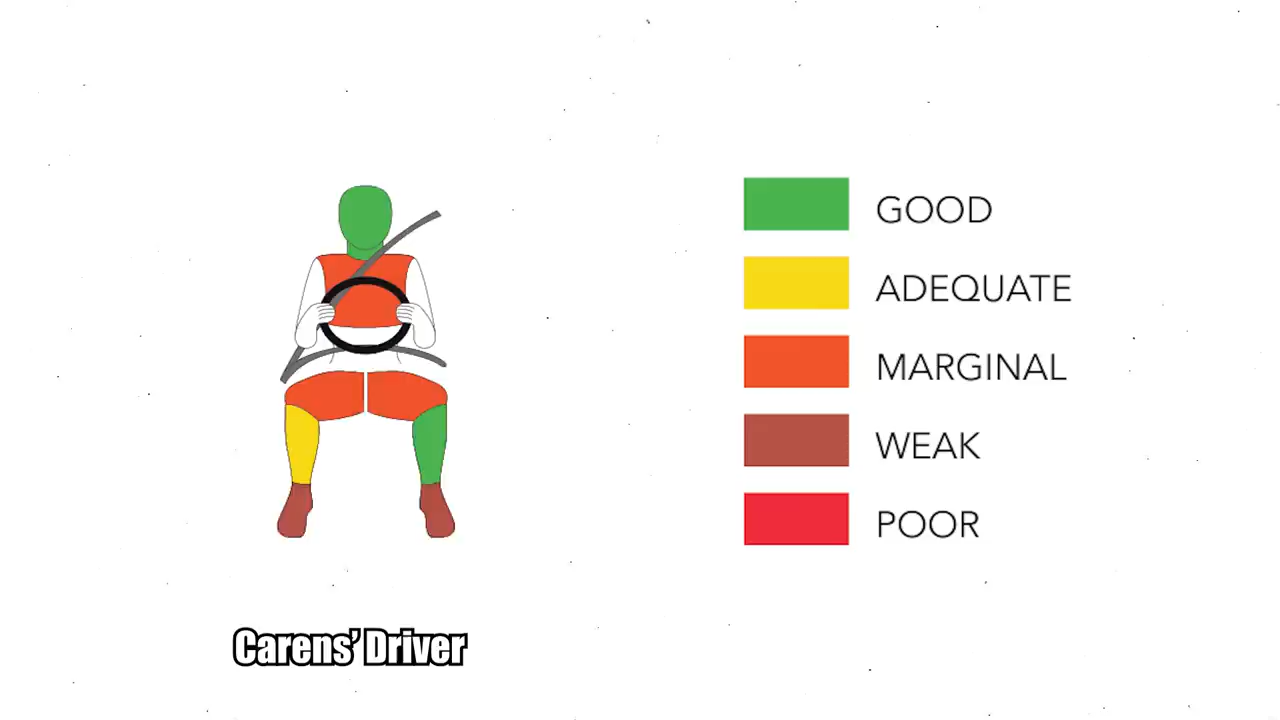 GOOD
ADEQUATE
MARGINAL
WEAK
POOR
Carens’ Driver